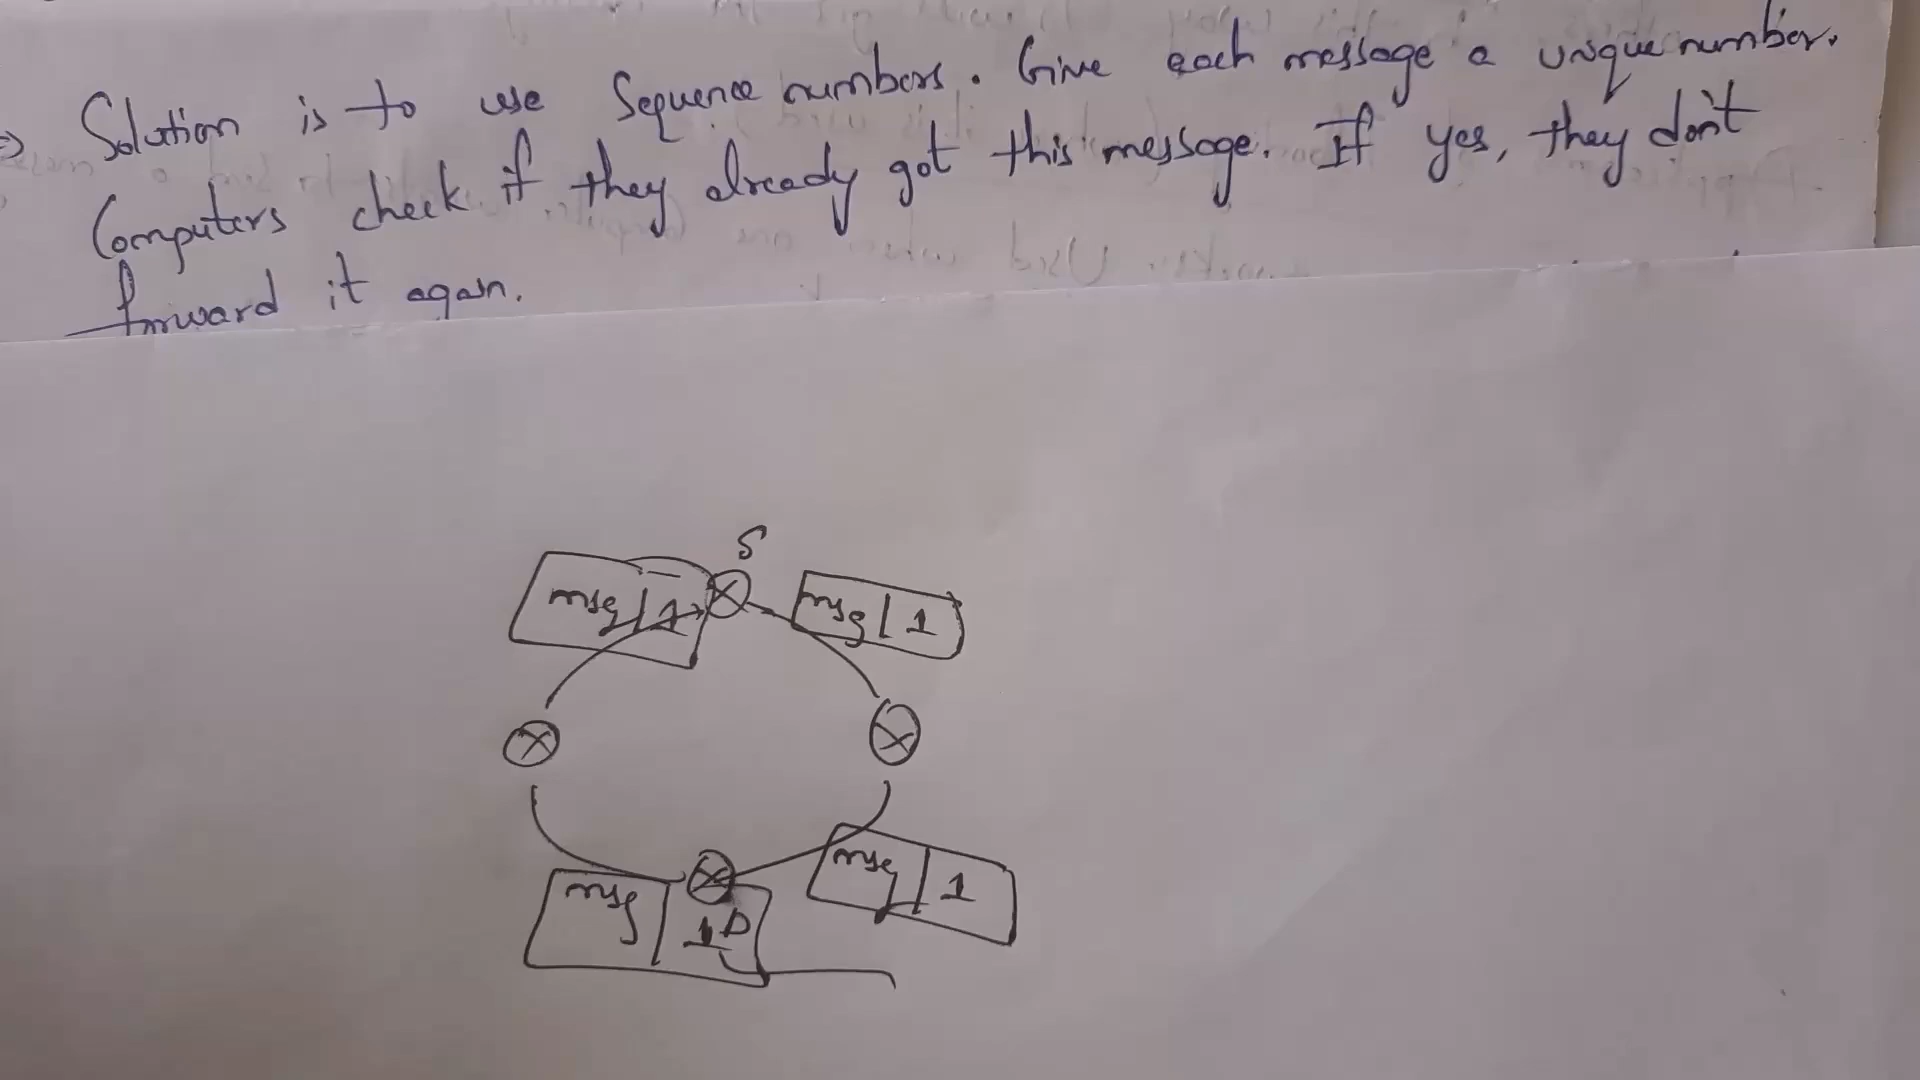 ⇒ Solution is to use Sequence numbers. Give each message a unique number.
Computers check if they already got this message. If yes, they don't
forward it again.
S
msg | 1
msg | 1
msg | 1
msg | 1
D